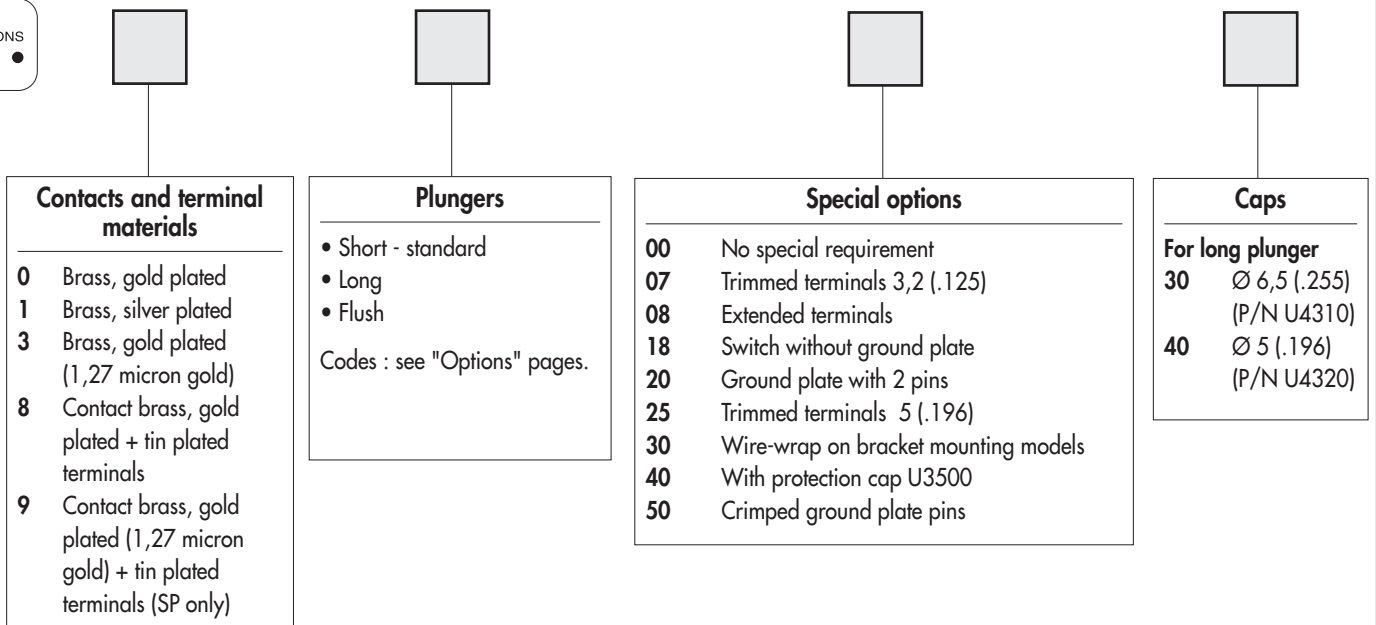 Contacts and terminal
materials
0 Brass, gold plated
1 Brass, silver plated
3 Brass, gold plated
(1,27 micron gold)
8 Contact brass, gold
plated + tin plated
terminals
9 Contact brass, gold
plated (1,27 micron
gold) + tin plated
terminals (SP only)
Plungers
• Short - standard
• Long
• Flush
Codes : see "Options" pages.
Special options
00 No special requirement
07 Trimmed terminals 3,2 (.125)
08 Extended terminals
18 Switch without ground plate
20 Ground plate with 2 pins
25 Trimmed terminals 5 (.196)
30 Wire-wrap on bracket mounting models
40 With protection cap U3500
50 Crimped ground plate pins
Caps
For long plunger
30 Ø 6,5 (.255)
(P/N U4310)
40 Ø 5 (.196)
(P/N U4320)